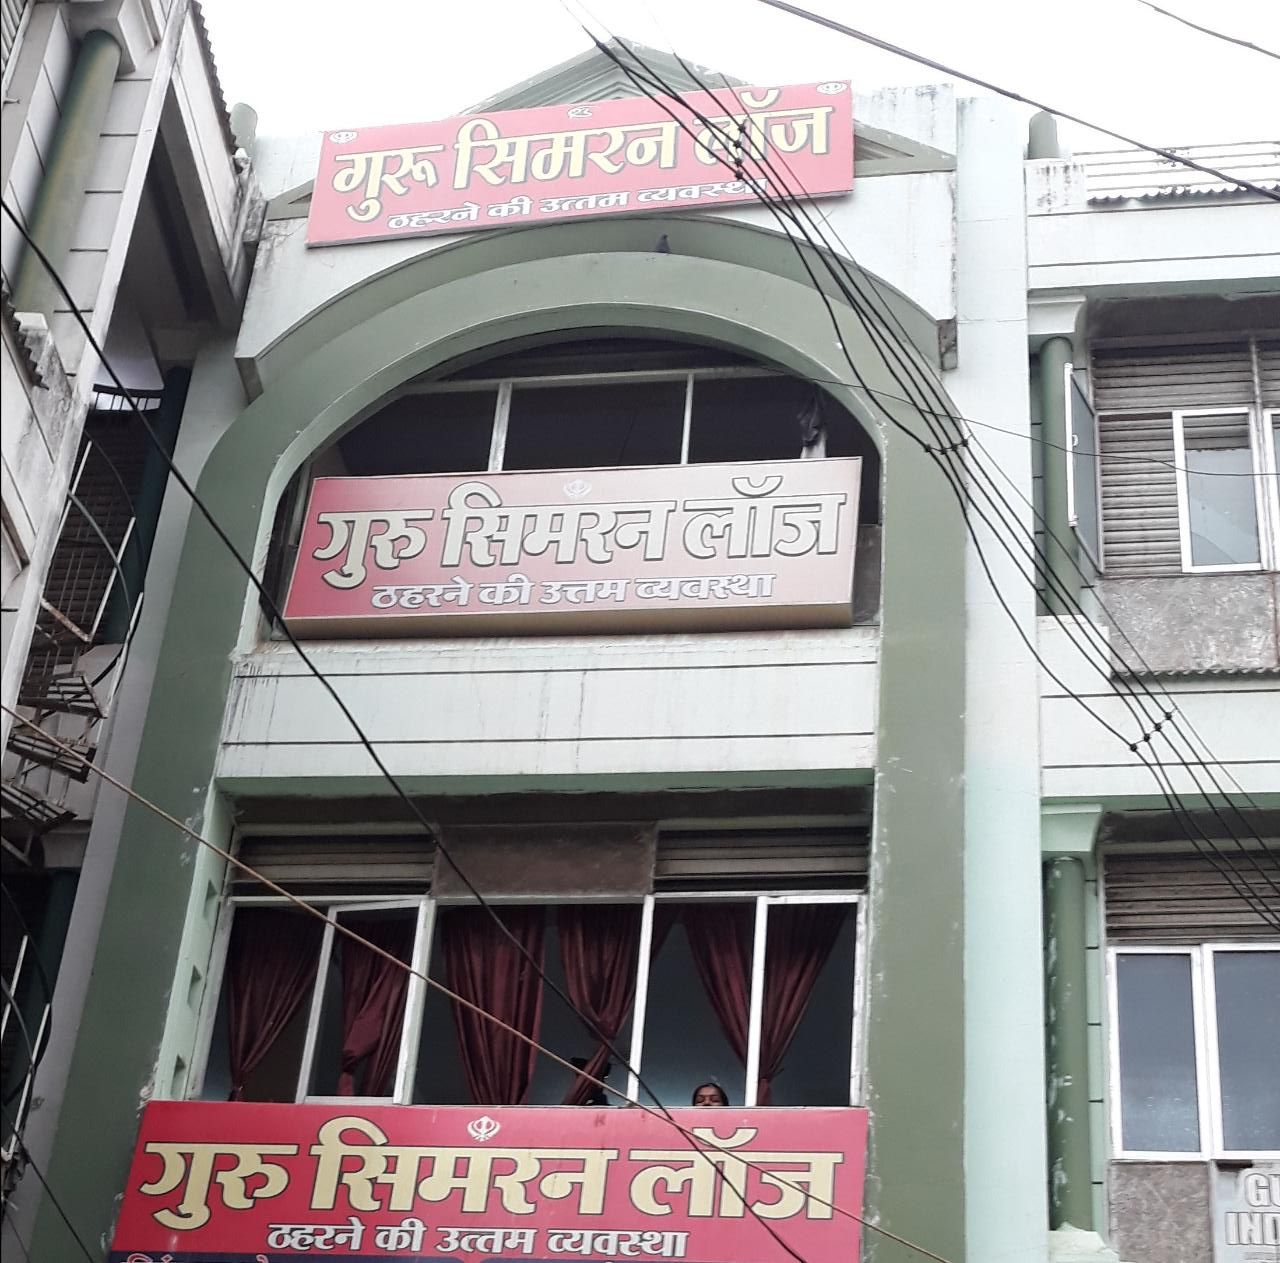 गुरू सिमरन लॉज
ठहरने की उत्तम व्यवस्था
गुरु सिमरन लॉज
ठहरने की उत्तम व्यवस्था
गुरु सिमरन लॉज
ठहरने की उत्तम व्यवस्था